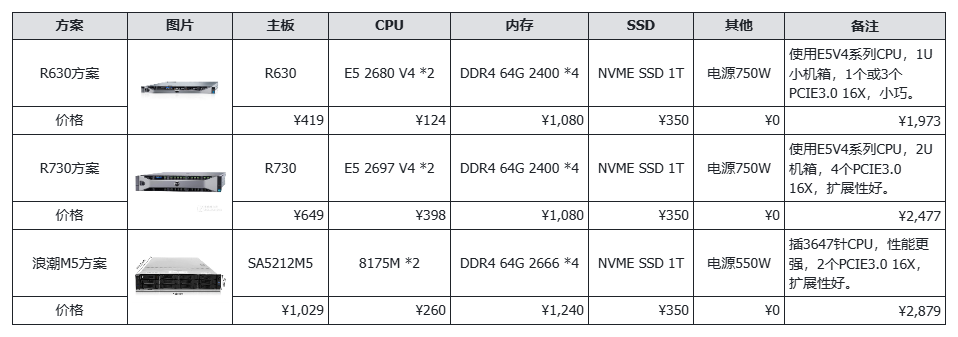 方案 图片 主板 CPU 内存 SSD 其他 备注
R630方案 R630 E5 2680 V4 *2 DDR4 64G 2400 *4 NVME SSD 1T 电源750W 使用E5V4系列CPU，1U
小机箱，1个或3个
PCIE3.0 16X，小巧。
价格 ¥419 ¥124 ¥1,080 ¥350 ¥0 ¥1,973
R730方案 R730 E5 2697 V4 *2 DDR4 64G 2400 *4 NVME SSD 1T 电源750W 使用E5V4系列CPU，2U
机箱，4个PCIE3.0
16X，扩展性好。
价格 ¥649 ¥398 ¥1,080 ¥350 ¥0 ¥2,477
浪潮M5方案 SA5212M5 8175M *2 DDR4 64G 2666 *4 NVME SSD 1T 电源550W 插3647针CPU，性能更
强，2个PCIE3.0 16X，
扩展性好。
价格 ¥1,029 ¥260 ¥1,240 ¥350 ¥0 ¥2,879